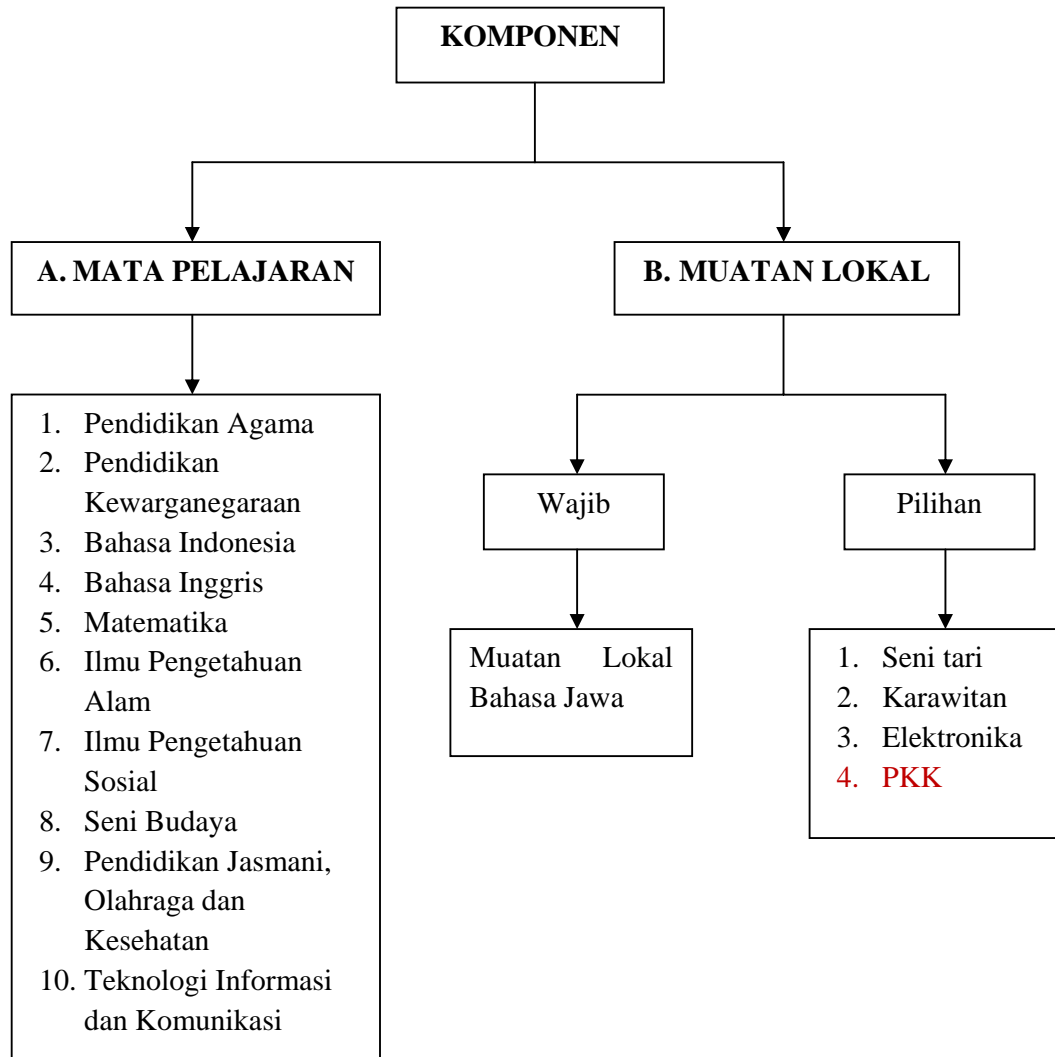 KOMPONEN
A. MATA PELAJARAN
B. MUATAN LOKAL
1. Pendidikan Agama
2. Pendidikan
Kewarganegaraan
3. Bahasa Indonesia
4. Bahasa Inggris
5. Matematika
6. Ilmu Pengetahuan
Alam
7. Ilmu Pengetahuan
Sosial
8. Seni Budaya
9. Pendidikan Jasmani,
Olahraga dan
Kesehatan
10. Teknologi Informasi
dan Komunikasi
Wajib
Pilihan
Muatan Lokal
Bahasa Jawa
1. Seni tari
2. Karawitan
3. Elektronika
4. PKK